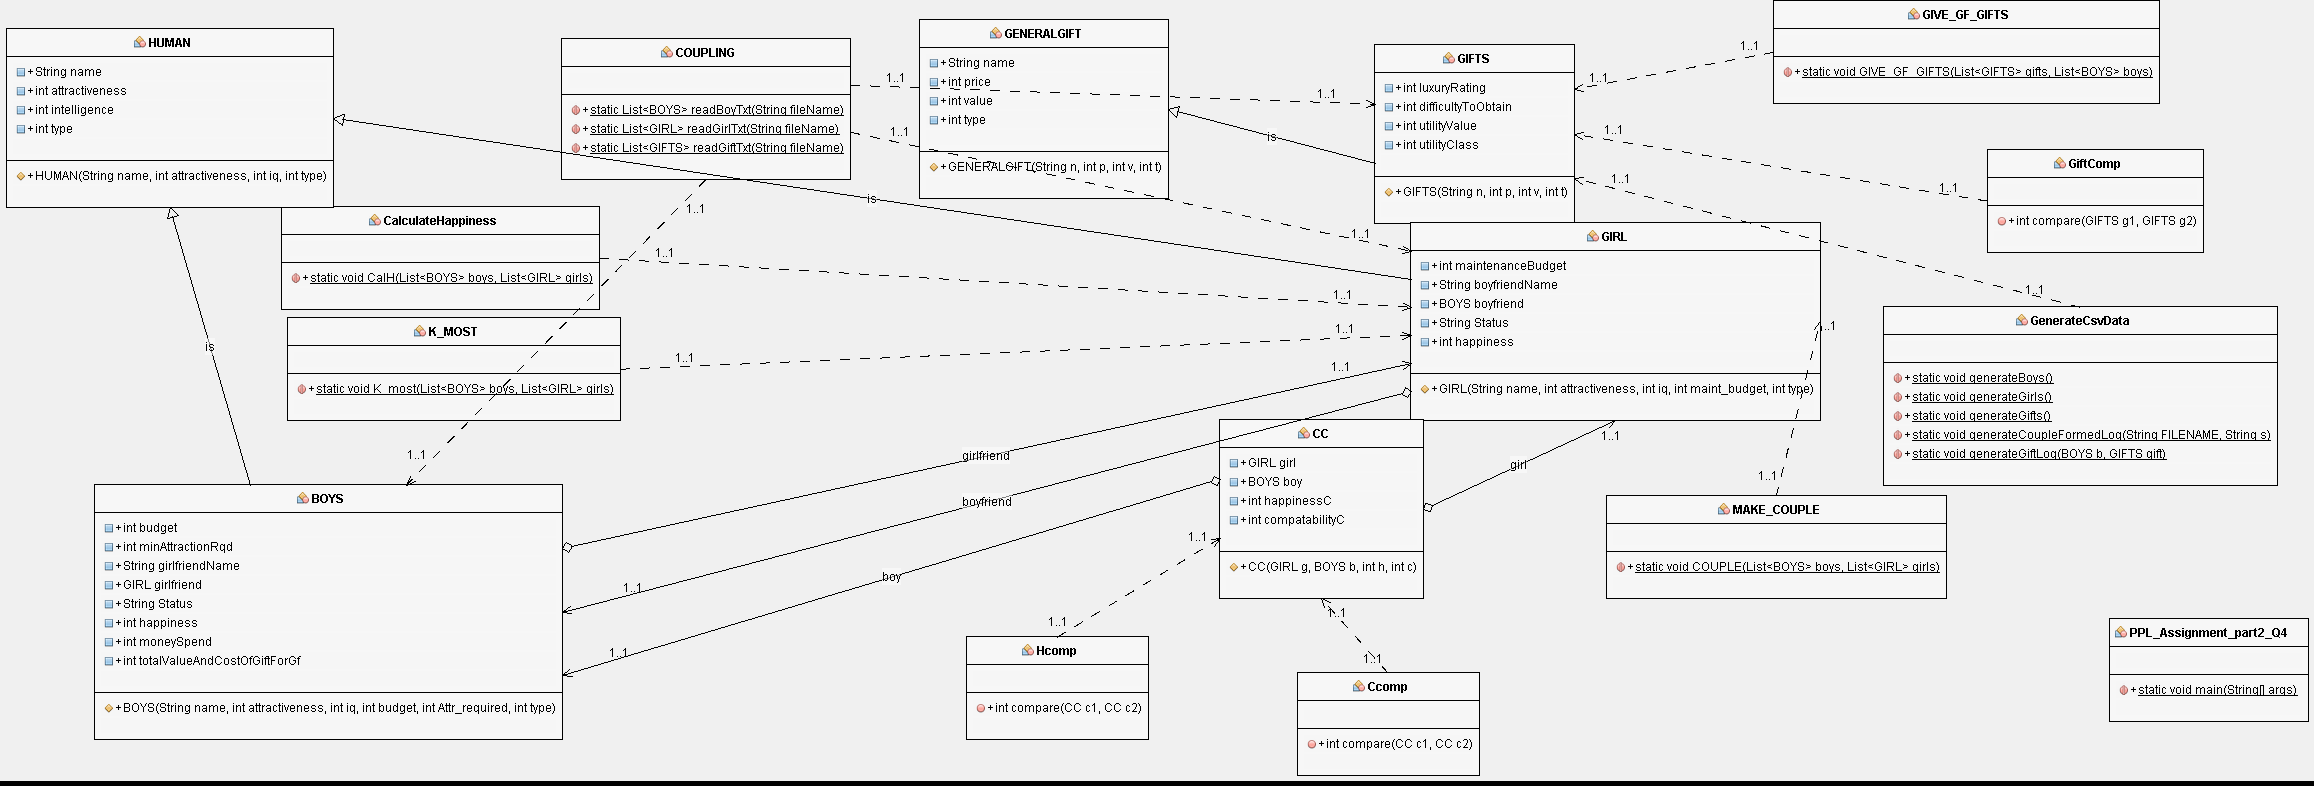 HUMAN
+ String name
+ int attractiveness
+ int intelligence
+ int type
+ HUMAN(String name, int attractiveness, int iq, int type)
COUPLING
+ static List<BOYS> readBoyTxt(String fileName)
+ static List<GIRL> readGirlTxt(String fileName)
+ static List<GIFTS> readGiftTxt(String fileName)
GENERALGIFT
+ String name
+ int price
+ int value
+ int type
+ GENERALGIFT(String n, int p, int v, int t)
GIFTS
+ int luxuryRating
+ int difficultyToObtain
+ int utilityValue
+ int utilityClass
+ GIFTS(String n, int p, int v, int t)
GIVE_GF_GIFTS
+ static void GIVE_GF_GIFTS(List<GIFTS> gifts, List<BOYS> boys)
GiftComp
+ int compare(GIFTS g1, GIFTS g2)
1..1
1..1
1..1
1..1
1..1
1..1
1..1
1..1
1..1
1..1
is
is
is
CalculateHappiness
+ static void CalH(List<BOYS> boys, List<GIRL> girls)
1..1
1..1
K_MOST
+ static void K_most(List<BOYS> boys, List<GIRL> girls)
1..1
1..1
GIRL
+ int maintenanceBudget
+ String boyfriendName
+ BOYS boyfriend
+ String Status
+ int happiness
+ GIRL(String name, int attractiveness, int iq, int maint_budget, int type)
GenerateCsvData
+ static void generateBoys()
+ static void generateGirls()
+ static void generateGifts()
+ static void generateCoupleFormedLog(String FILENAME, String s)
+ static void generateGiftLog(BOYS b, GIFTS gift)
1..1
1..1
1..1
1..1
1..1
1..1
girlfriend
boyfriend
boy
girl
BOYS
+ int budget
+ int minAttractionRqd
+ String girlfriendName
+ GIRL girlfriend
+ String Status
+ int happiness
+ int moneySpend
+ int totalValueAndCostOfGiftForGf
+ BOYS(String name, int attractiveness, int iq, int budget, int Attr_required, int type)
1..1
1..1
CC
+ GIRL girl
+ BOYS boy
+ int happinessC
+ int compatabilityC
+ CC(GIRL g, BOYS b, int h, int c)
MAKE_COUPLE
+ static void COUPLE(List<BOYS> boys, List<GIRL> girls)
1..1
1..1
1..1
1..1
Hcomp
+ int compare(CC c1, CC c2)
Ccomp
+ int compare(CC c1, CC c2)
PPL_Assignment_part2_Q4
+ static void main(String[] args)